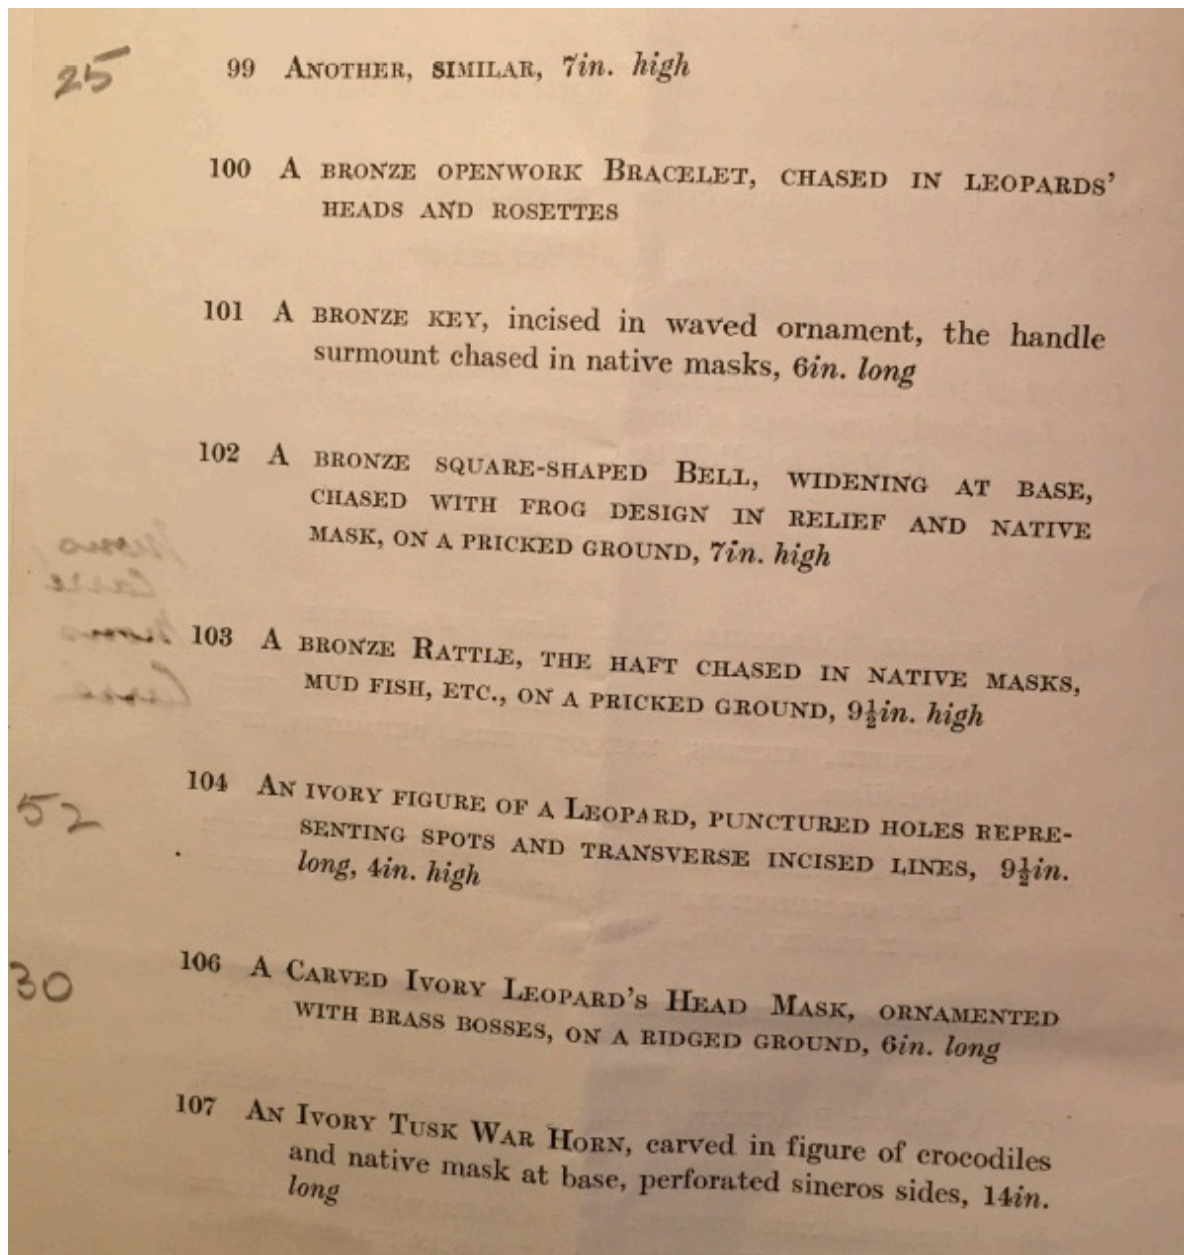 25
99 ANOTHER, SIMILAR, 7in. high
100 A BRONZE OPENWORK BRACELET, CHASED IN LEOPARDS'
HEADS AND ROSETTES
101 A BRONZE KEY, incised in waved ornament, the handle
surmount chased in native masks, 6in. long
102 A BRONZE SQUARE-SHAPED BELL, WIDENING AT BASE,
CHASED WITH FROG DESIGN IN RELIEF AND NATIVE
MASK, ON A PRICKED GROUND, 7in. high
103 A BRONZE RATTLE, THE HAFT CHASED IN NATIVE MASKS,
MUD FISH, ETC., ON A PRICKED GROUND, 9½in. high
52
104 AN IVORY FIGURE OF A LEOPARD, PUNCTURED HOLES REPRE-
SENTING SPOTS AND TRANSVERSE INCISED LINES, 9½in.
long, 4in. high
30
106 A CARVED IVORY LEOPARD'S HEAD MASK, ORNAMENTED
WITH BRASS BOSSES, ON A RIDGED GROUND, 6in. long
107 AN IVORY TUSK WAR HORN, carved in figure of crocodiles
and native mask at base, perforated sineros sides, 14in.
long